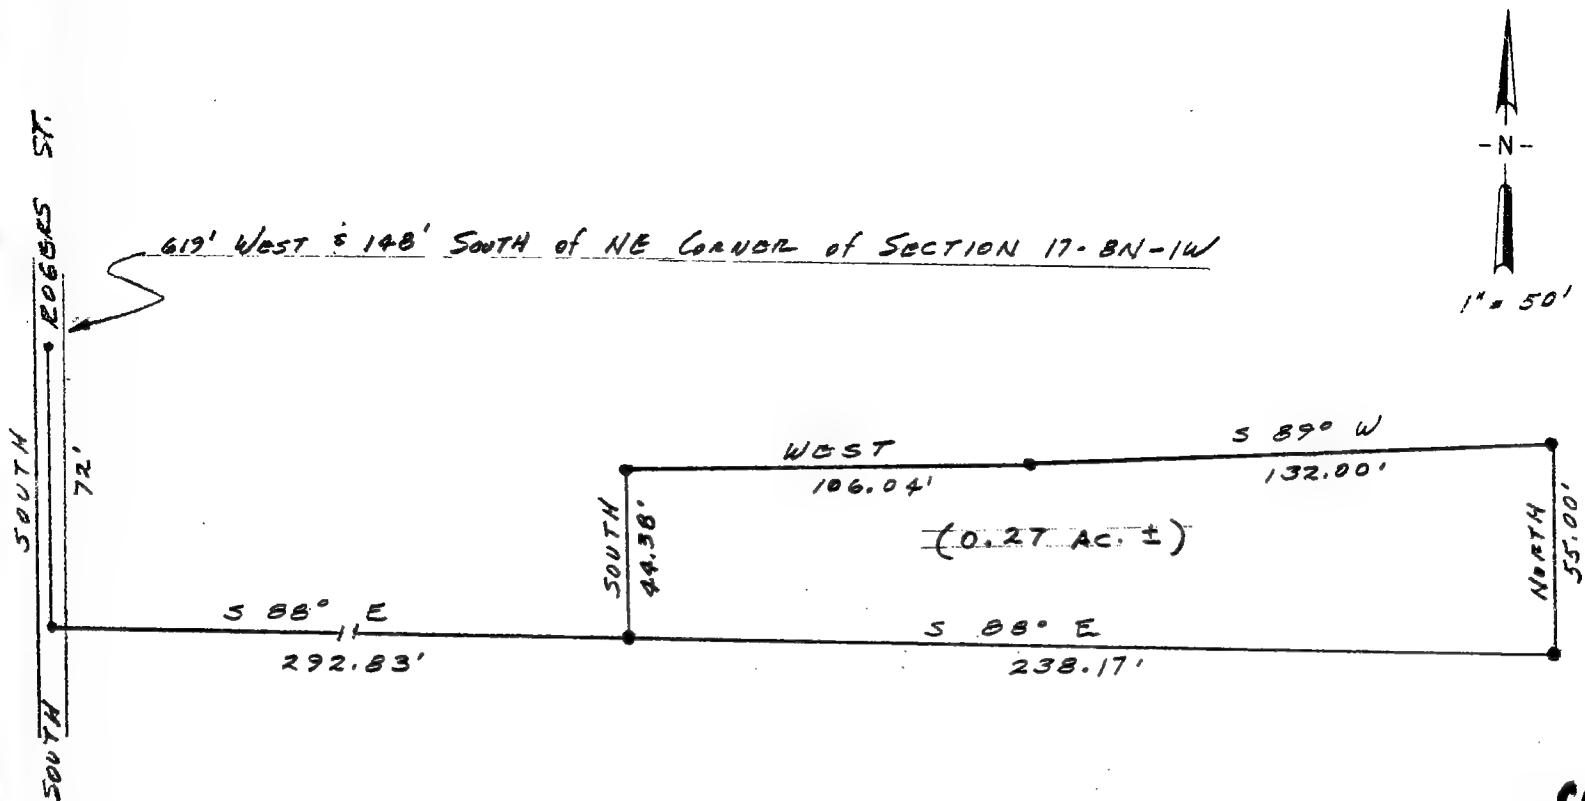 SOUTH ROGERS ST.
619' WEST & 148' SOUTH of NE CORNER of SECTION 17-8N-1W
-N-
1" = 50'
SOUTH
72'
S 88° E
292.83'
SOUTH
44.38'
WEST
106.04'
S 89° W
132.00'
(0.27 AC. ±)
NORTH
55.00'
S 88° E
238.17'